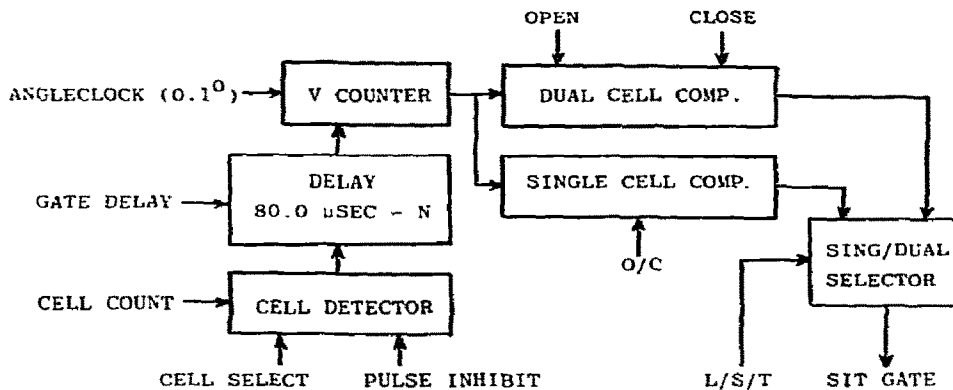 OPEN CLOSE
ANGLECLOCK (0.1°)
V COUNTER
DUAL CELL COMP.
GATE DELAY
DELAY
80.0 µSEC - N
SINGLE CELL COMP.
O/C
SING/DUAL
SELECTOR
CELL COUNT
CELL DETECTOR
CELL SELECT PULSE INHIBIT L/S/T SIT GATE